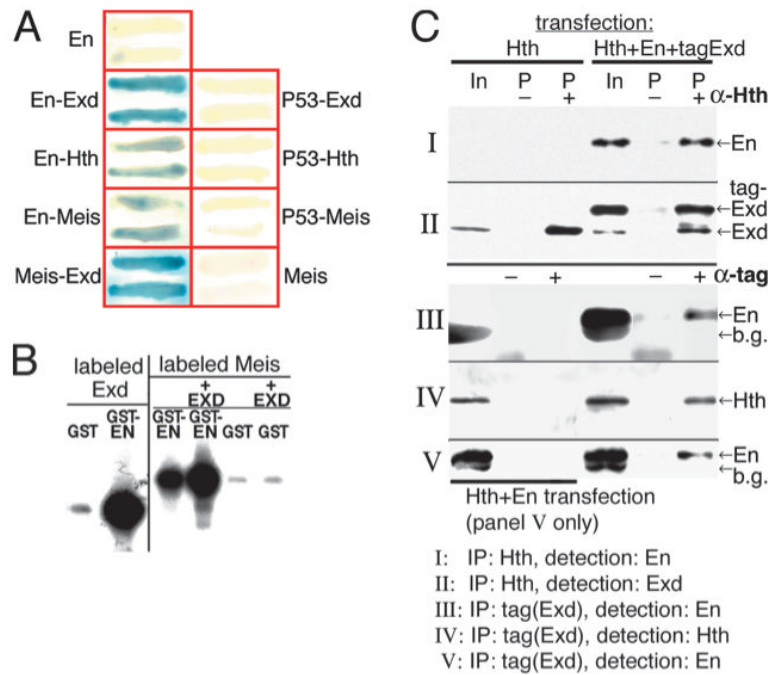 A
En
En-Exd
P53-Exd
En-Hth
P53-Hth
En-Meis
P53-Meis
Meis-Exd
Meis
B
labeled Exd
labeled Meis
+ EXD
+ EXD
GST
GST-EN
GST-EN
GST-EN
GST
GST
C
transfection:
Hth
Hth+En+tagExd
In P P In P P
− + − + α-Hth
I
←En
II
tag-
←Exd
←Exd
− + − + α-tag
III
←En
←b.g.
IV
←Hth
V
←En
←b.g.
Hth+En transfection
(panel V only)
I: IP: Hth, detection: En
II: IP: Hth, detection: Exd
III: IP: tag(Exd), detection: En
IV: IP: tag(Exd), detection: Hth
V: IP: tag(Exd), detection: En